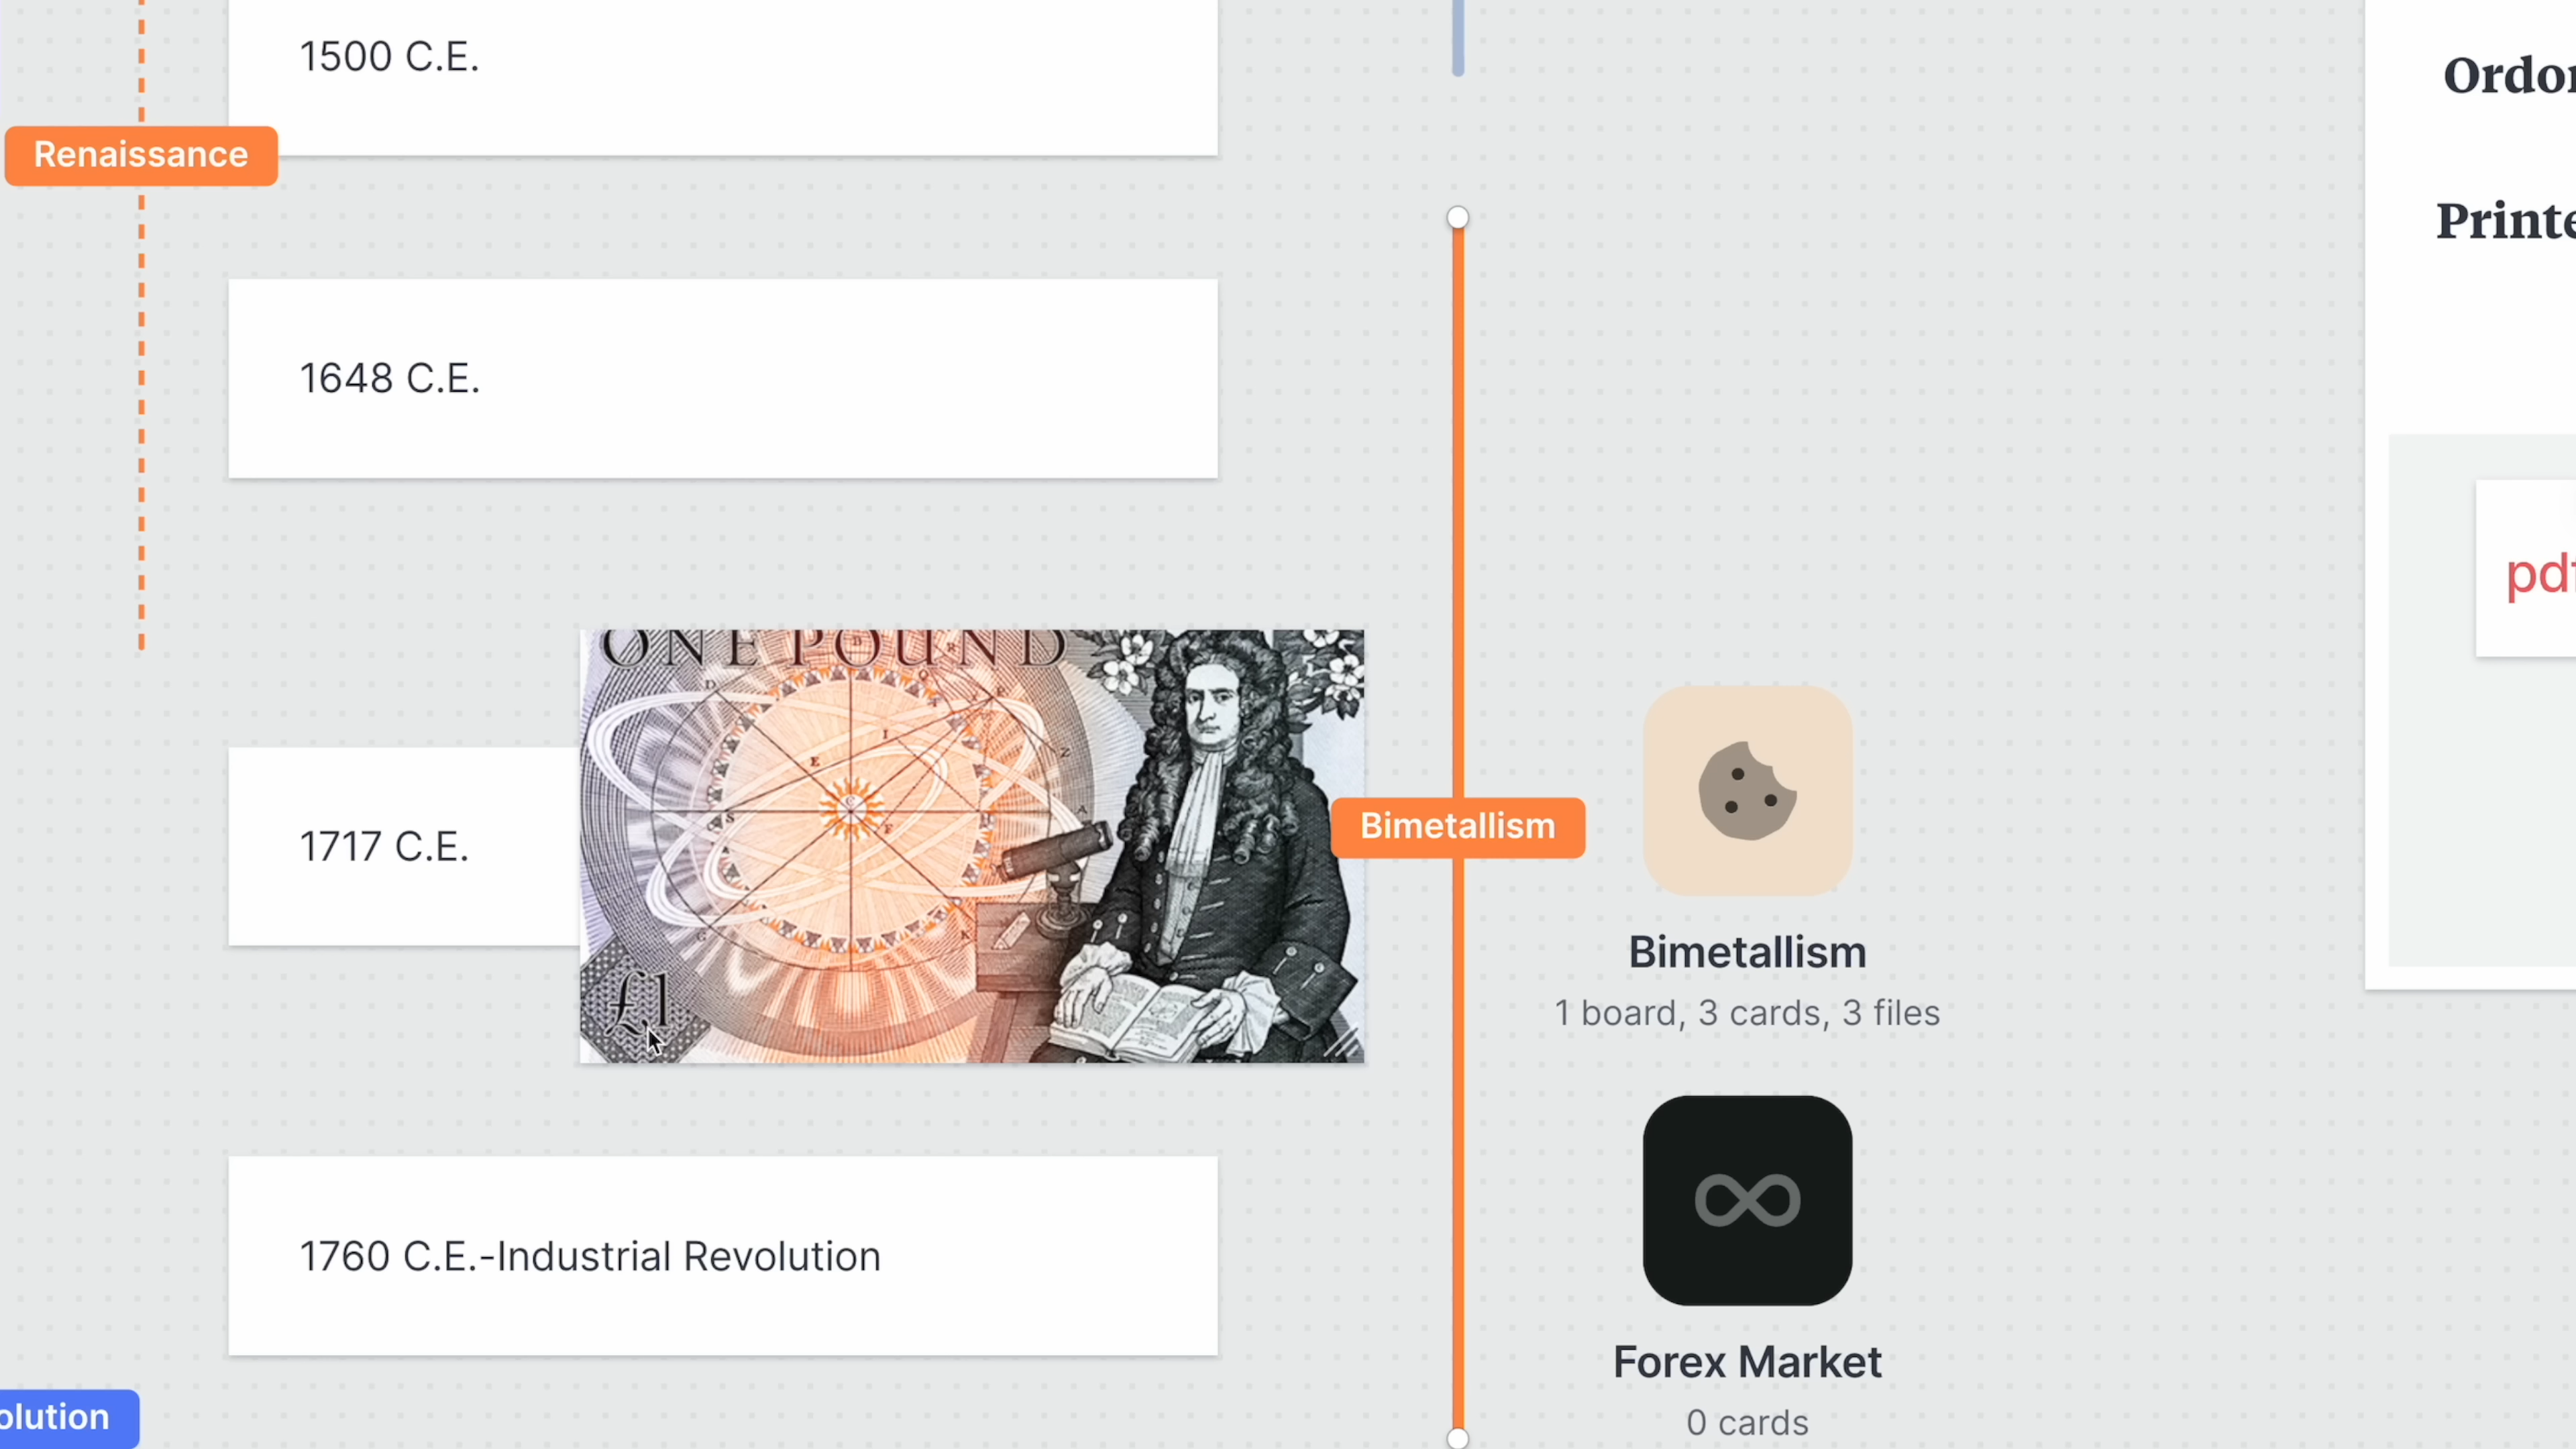 1500 C.E.
Renaissance
1648 C.E.
ONE POUND
1717 C.E.
£1
Bimetallism
Bimetallism
1 board, 3 cards, 3 files
1760 C.E.-Industrial Revolution
Forex Market
0 cards
olution
Ordo
Printe
pdf